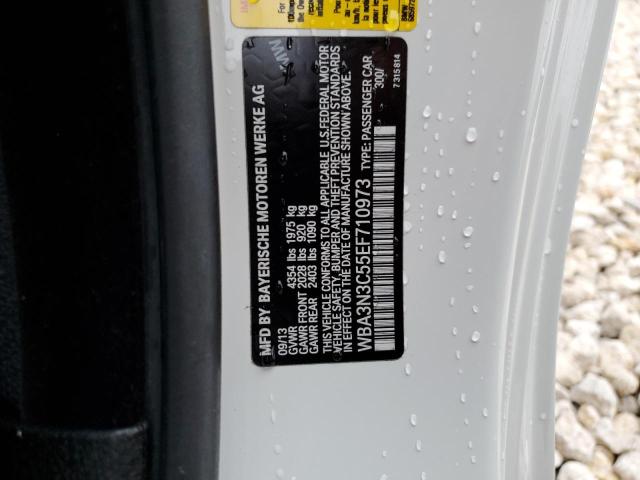 MFD BY BAYERISCHE MOTOREN WERKE AG
09/13
GVWR 4354 lbs 1975 kg
GAWR FRONT 2028 lbs 920 kg
GAWR REAR 2403 lbs 1090 kg
THIS VEHICLE CONFORMS TO ALL APPLICABLE U.S. FEDERAL MOTOR
VEHICLE SAFETY, BUMPER AND THEFT PREVENTION STANDARDS
IN EFFECT ON THE DATE OF MANUFACTURE SHOWN ABOVE.
WBA3N3C55EF710973 TYPE: PASSENGER CAR
300/
7 315 814